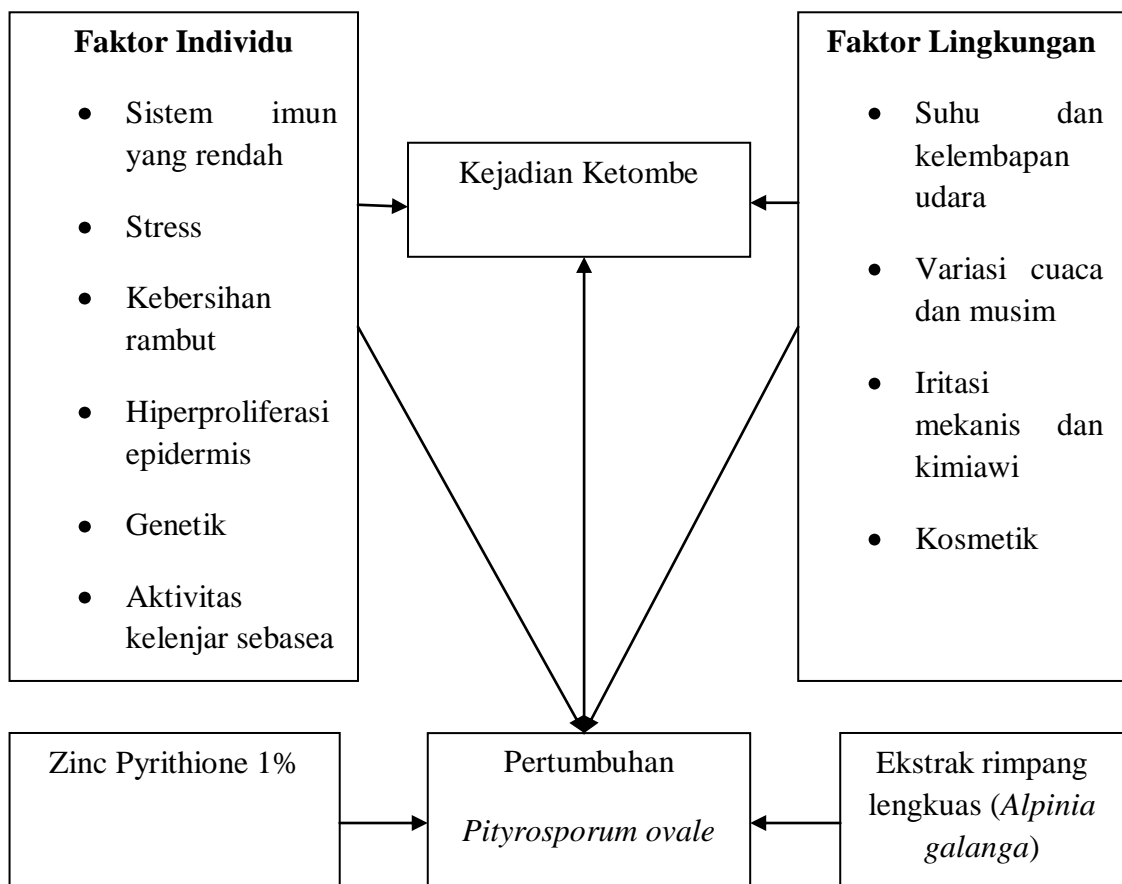 Faktor Individu
Sistem imun
yang rendah
Stress
Kebersihan
rambut
Hiperproliferasi
epidermis
Genetik
Aktivitas
kelenjar sebasea
Kejadian Ketombe
Faktor Lingkungan
Suhu dan
kelembapan
udara
Variasi cuaca
dan musim
Iritasi
mekanis dan
kimiawi
Kosmetik
Zinc Pyrithione 1%
Pertumbuhan
Pityrosporum ovale
Ekstrak rimpang
lengkuas (Alpinia
galanga)